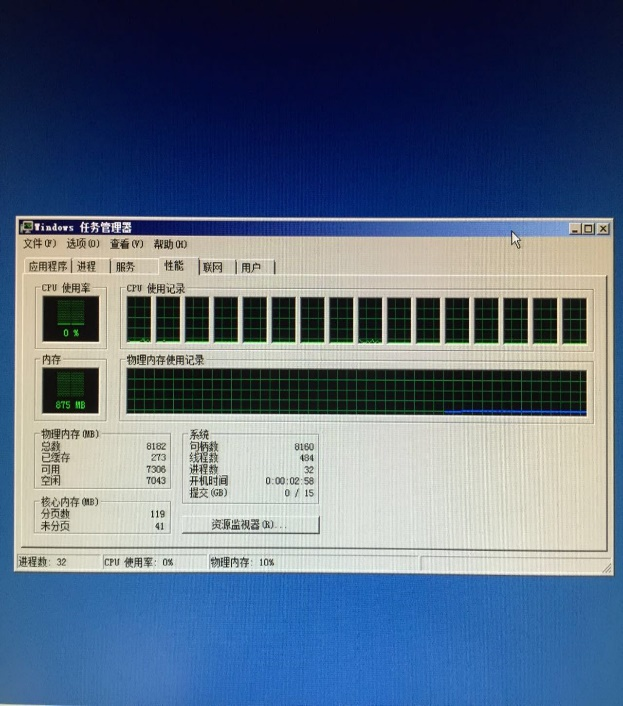 Windows 任务管理器
文件(F) 选项(O) 查看(V) 帮助(H)
应用程序 进程 服务 性能 联网 用户
CPU 使用率
CPU 使用记录
0 %
内存
物理内存使用记录
875 MB
物理内存(MB)
总数 8182
已缓存 273
可用 7306
空闲 7043
系统
句柄数 8160
线程数 484
进程数 32
开机时间 0:00:02:58
提交(GB) 0 / 15
核心内存(MB)
分页数 119
未分页 41
资源监视器(R)...
进程数: 32 CPU 使用率: 0% 物理内存: 10%